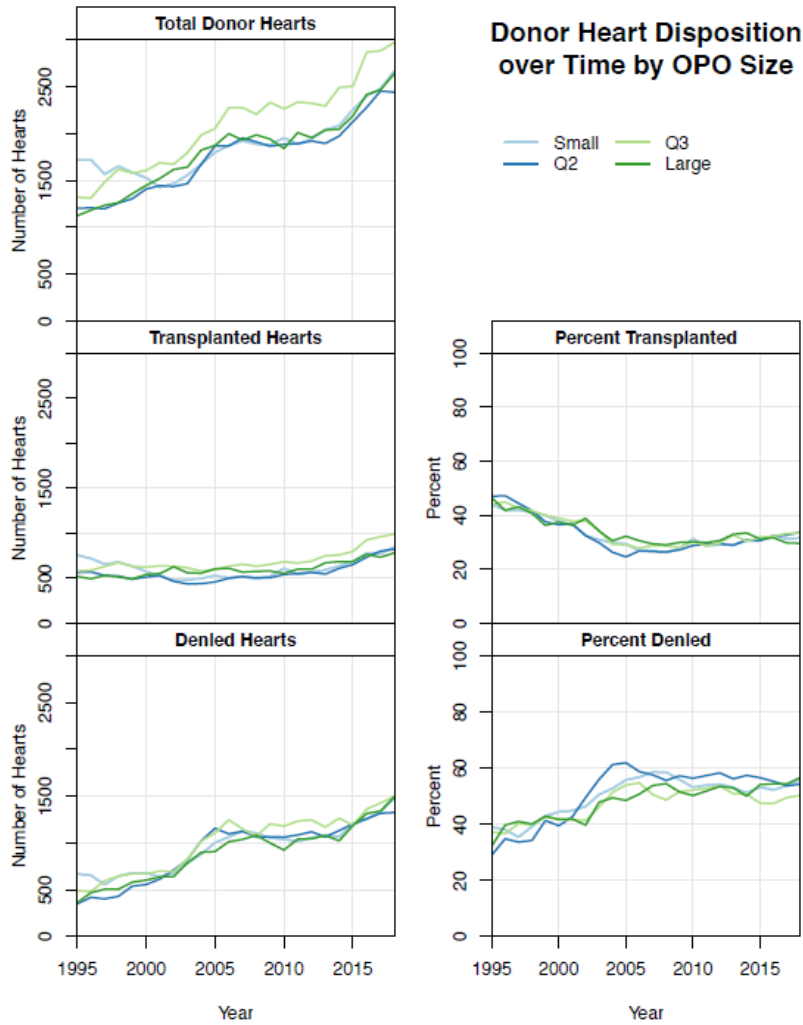 Donor Heart Disposition
over Time by OPO Size
Small
Q2
Q3
Large
Total Donor Hearts
Number of Hearts
0
500
1500
2500
Transplanted Hearts
Number of Hearts
0
500
1500
2500
Percent Transplanted
Percent
0
20
40
60
80
100
Denied Hearts
Number of Hearts
0
500
1500
2500
1995 2000 2005 2010 2015
Year
Percent Denied
Percent
0
20
40
60
80
100
1995 2000 2005 2010 2015
Year